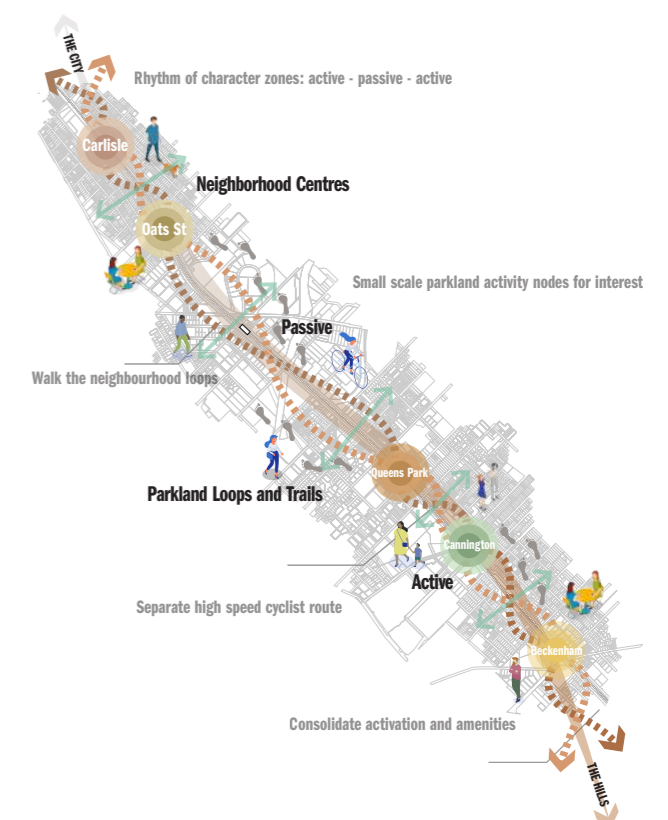 THE CITY
Rhythm of character zones: active - passive - active
Carlisle
Neighborhood Centres
Oats St
Small scale parkland activity nodes for interest
Passive
Walk the neighbourhood loops
Queens Park
Parkland Loops and Trails
Cannington
Active
Separate high speed cyclist route
Beckenham
Consolidate activation and amenities
THE HILLS